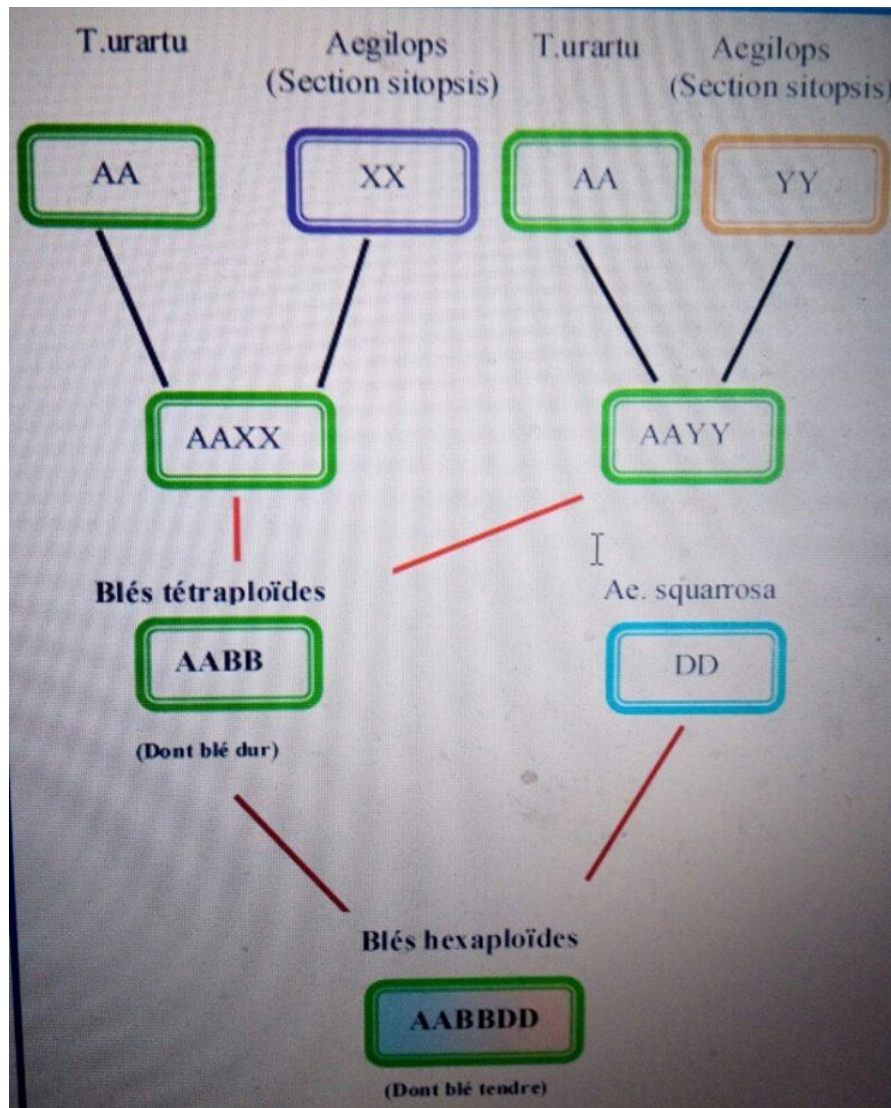 T.urartu Aegilops T.urartu Aegilops
(Section sitopsis) (Section sitopsis)
AA XX AA YY
AAXX AAYY
Blés tétraploïdes Ae. squarrosa
AABB DD
(Dont blé dur)
Blés hexaploïdes
AABBDD
(Dont blé tendre)